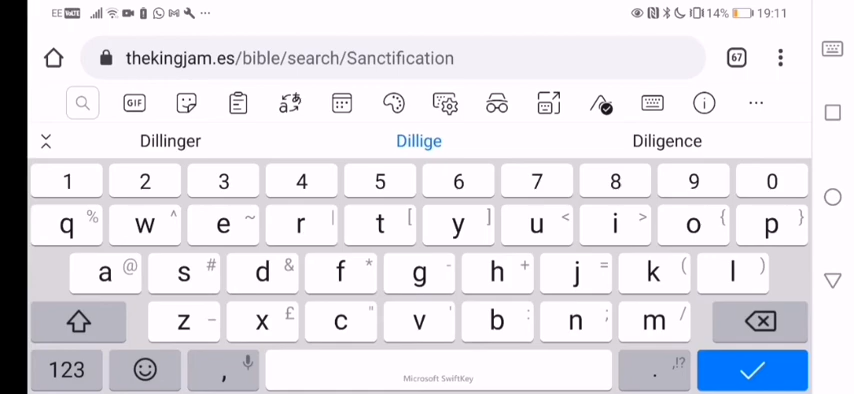 EE VoLTE 14% 19:11
thekingjam.es/bible/search/Sanctification 67
GIF
Dillinger Dillige Diligence
1 2 3 4 5 6 7 8 9 0
q % w ^ e ~ r | t [ y ] u < i > o { p }
a @ s # d & f * g - h + j = k ( l )
z _ x £ c " v ' b : n ; m /
123 , . ,!?
Microsoft SwiftKey